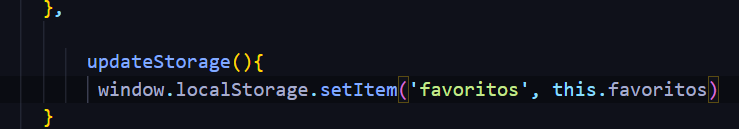 },
updateStorage(){
window.localStorage.setItem('favoritos', this.favoritos)
}